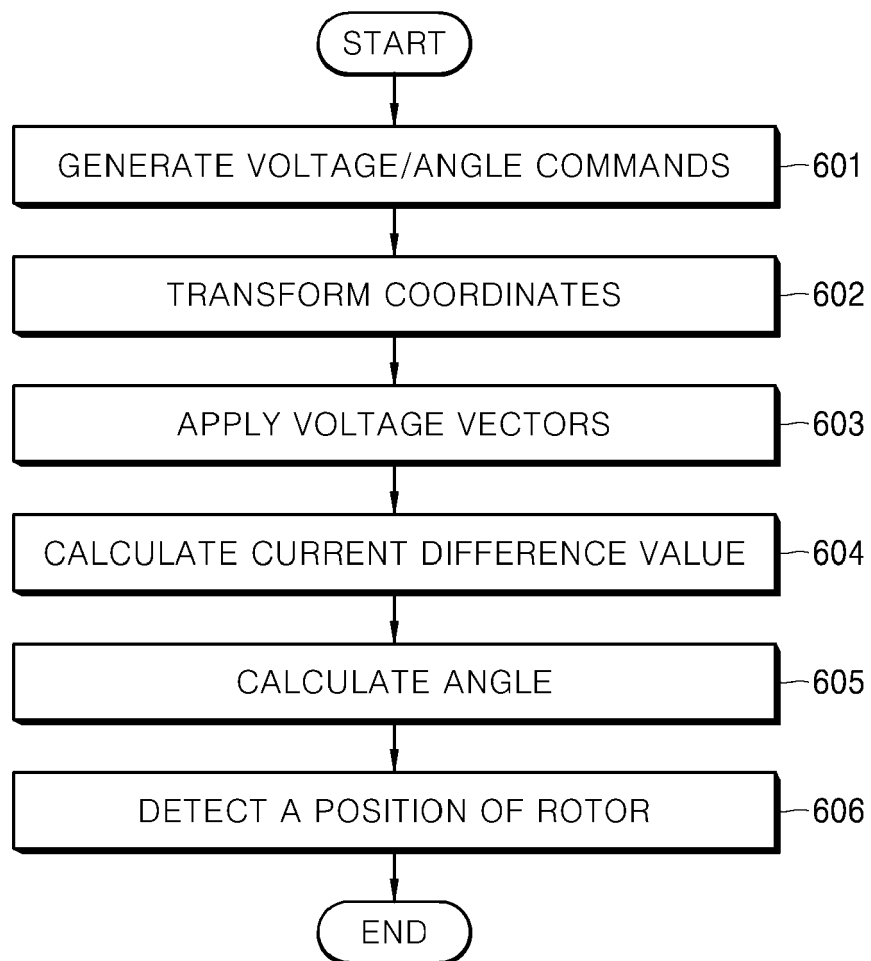 START
GENERATE VOLTAGE/ANGLE COMMANDS 601
TRANSFORM COORDINATES 602
APPLY VOLTAGE VECTORS 603
CALCULATE CURRENT DIFFERENCE VALUE 604
CALCULATE ANGLE 605
DETECT A POSITION OF ROTOR 606
END